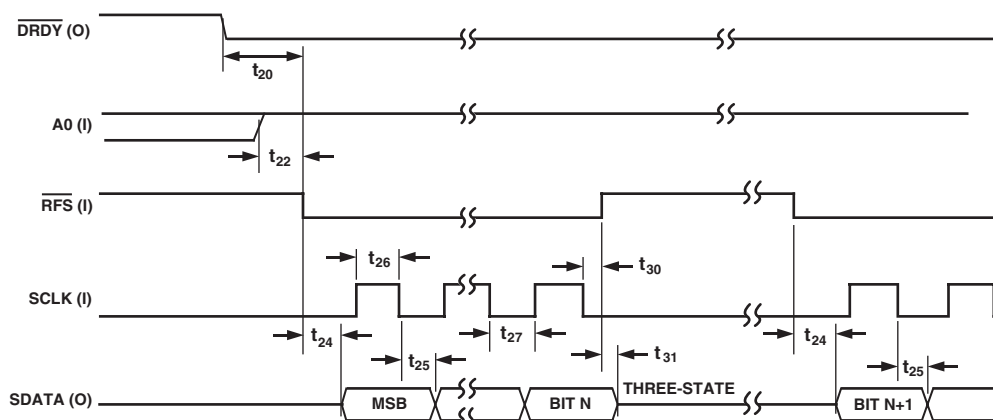 DRDY (O)
t20
A0 (I)
t22
RFS (I)
t26
t30
SCLK (I)
t24
t25
t27
t31
t24
t25
SDATA (O)
MSB
BIT N
THREE-STATE
BIT N+1